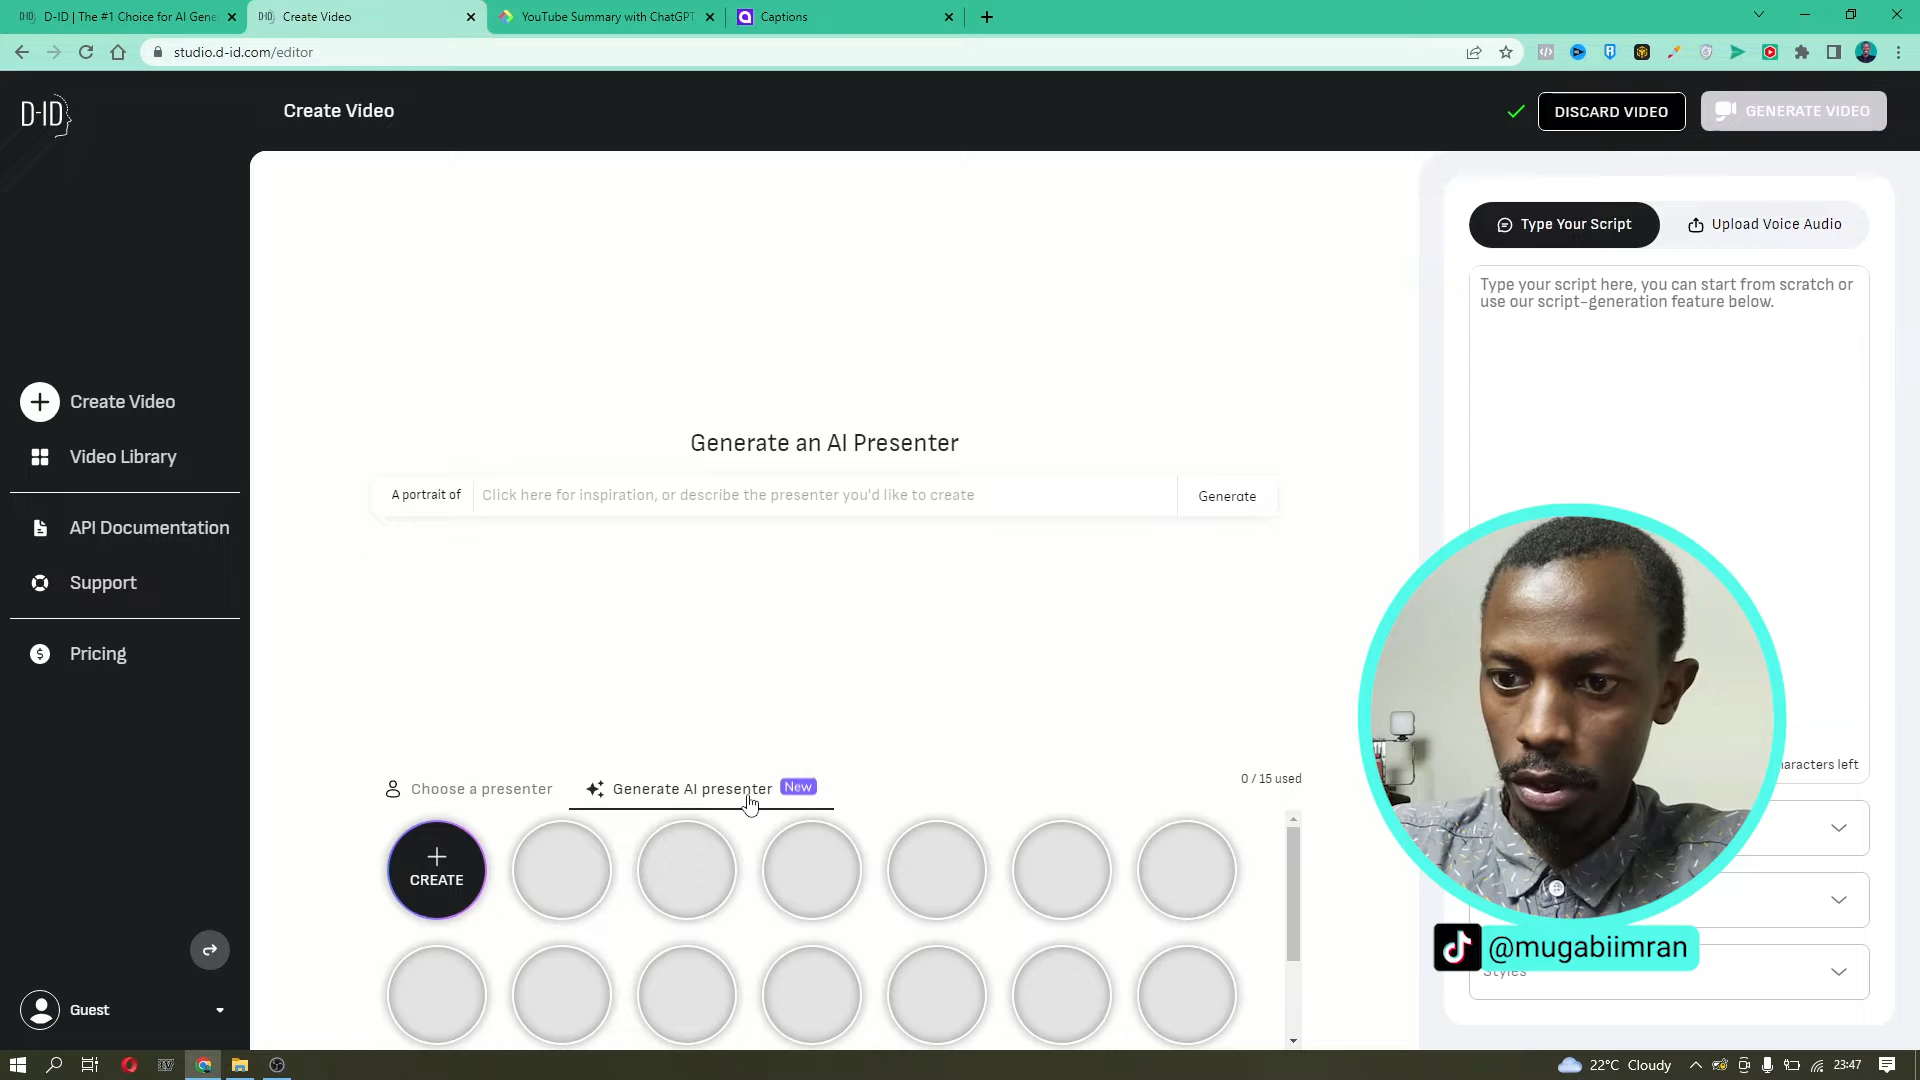 D-ID | The #1 Choice for AI Gene
Create Video
YouTube Summary with ChatGPT
Captions
studio.d-id.com/editor
D-ID
Create Video
DISCARD VIDEO
GENERATE VIDEO
Type Your Script
Upload Voice Audio
Type your script here, you can start from scratch or
use our script-generation feature below.
Create Video
Video Library
API Documentation
Support
Pricing
Generate an AI Presenter
A portrait of
Click here for inspiration, or describe the presenter you'd like to create
Generate
Choose a presenter
Generate AI presenter
New
0 / 15 used
CREATE
haracters left
@mugabiimran
Styles
Guest
22°C Cloudy
23:47